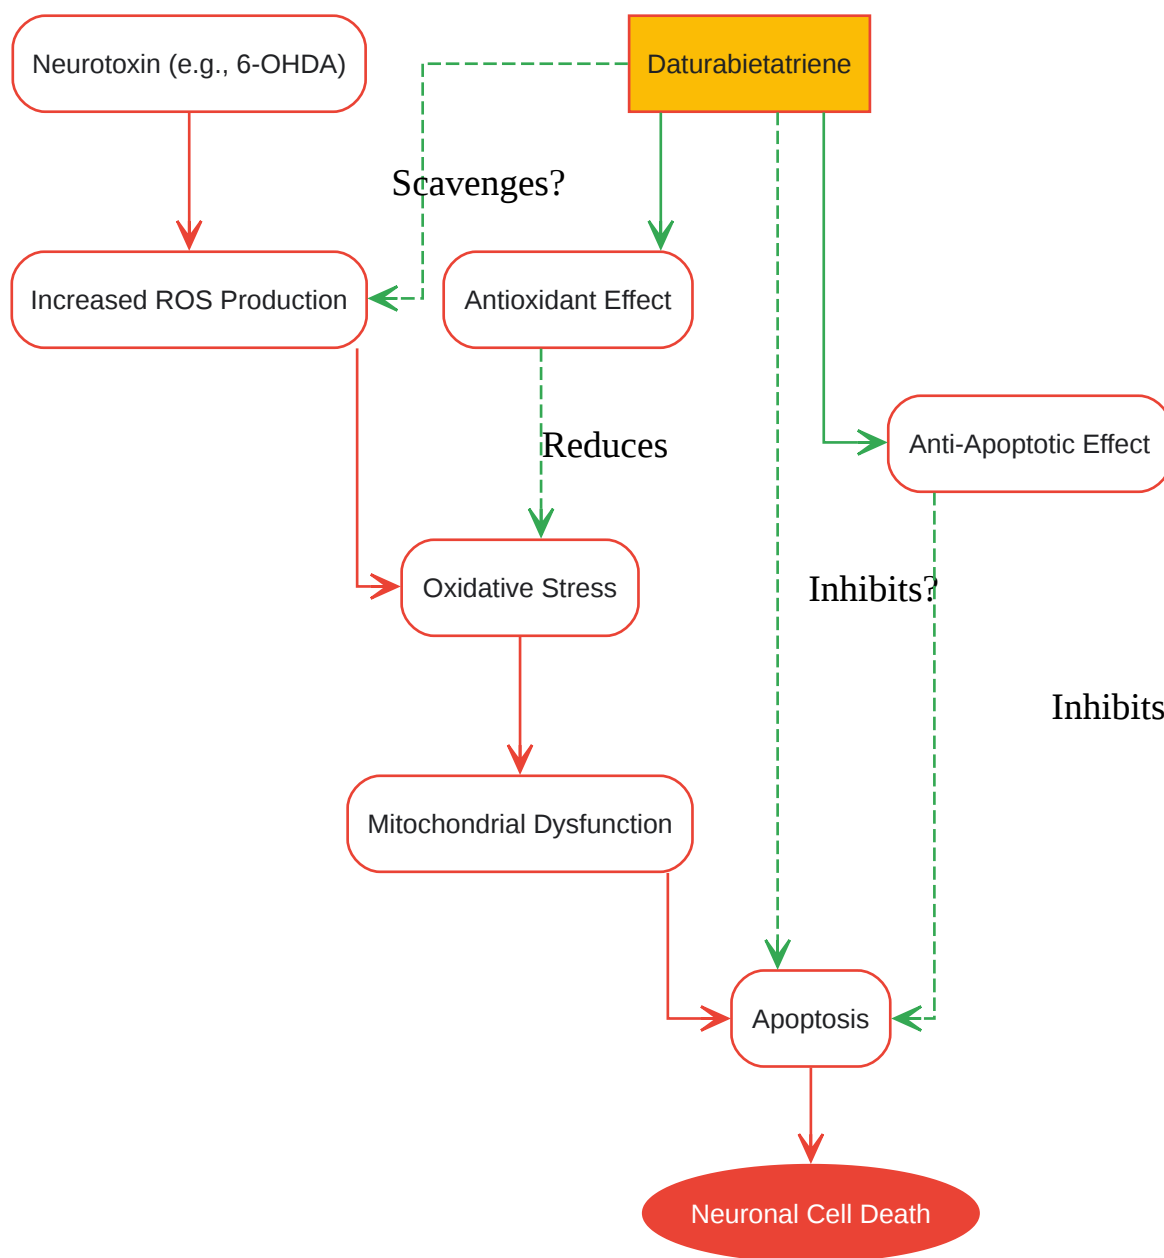 Neurotoxin (e.g., 6-OHDA)
Daturabietatriene
Scavenges?
Increased ROS Production
Antioxidant Effect
Reduces
Anti-Apoptotic Effect
Oxidative Stress
Inhibits?
Inhibits
Mitochondrial Dysfunction
Apoptosis
Neuronal Cell Death